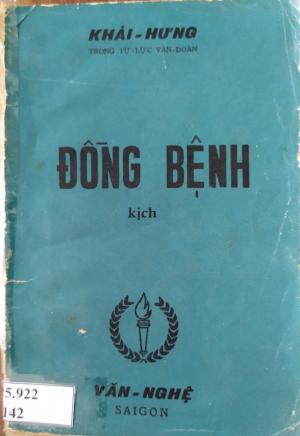 KHÁI-HƯNG
TRONG TỰ-LỰC VĂN-ĐOÀN
ĐỒNG BỆNH
kịch
VĂN-NGHỆ
SAIGON
5.922
142